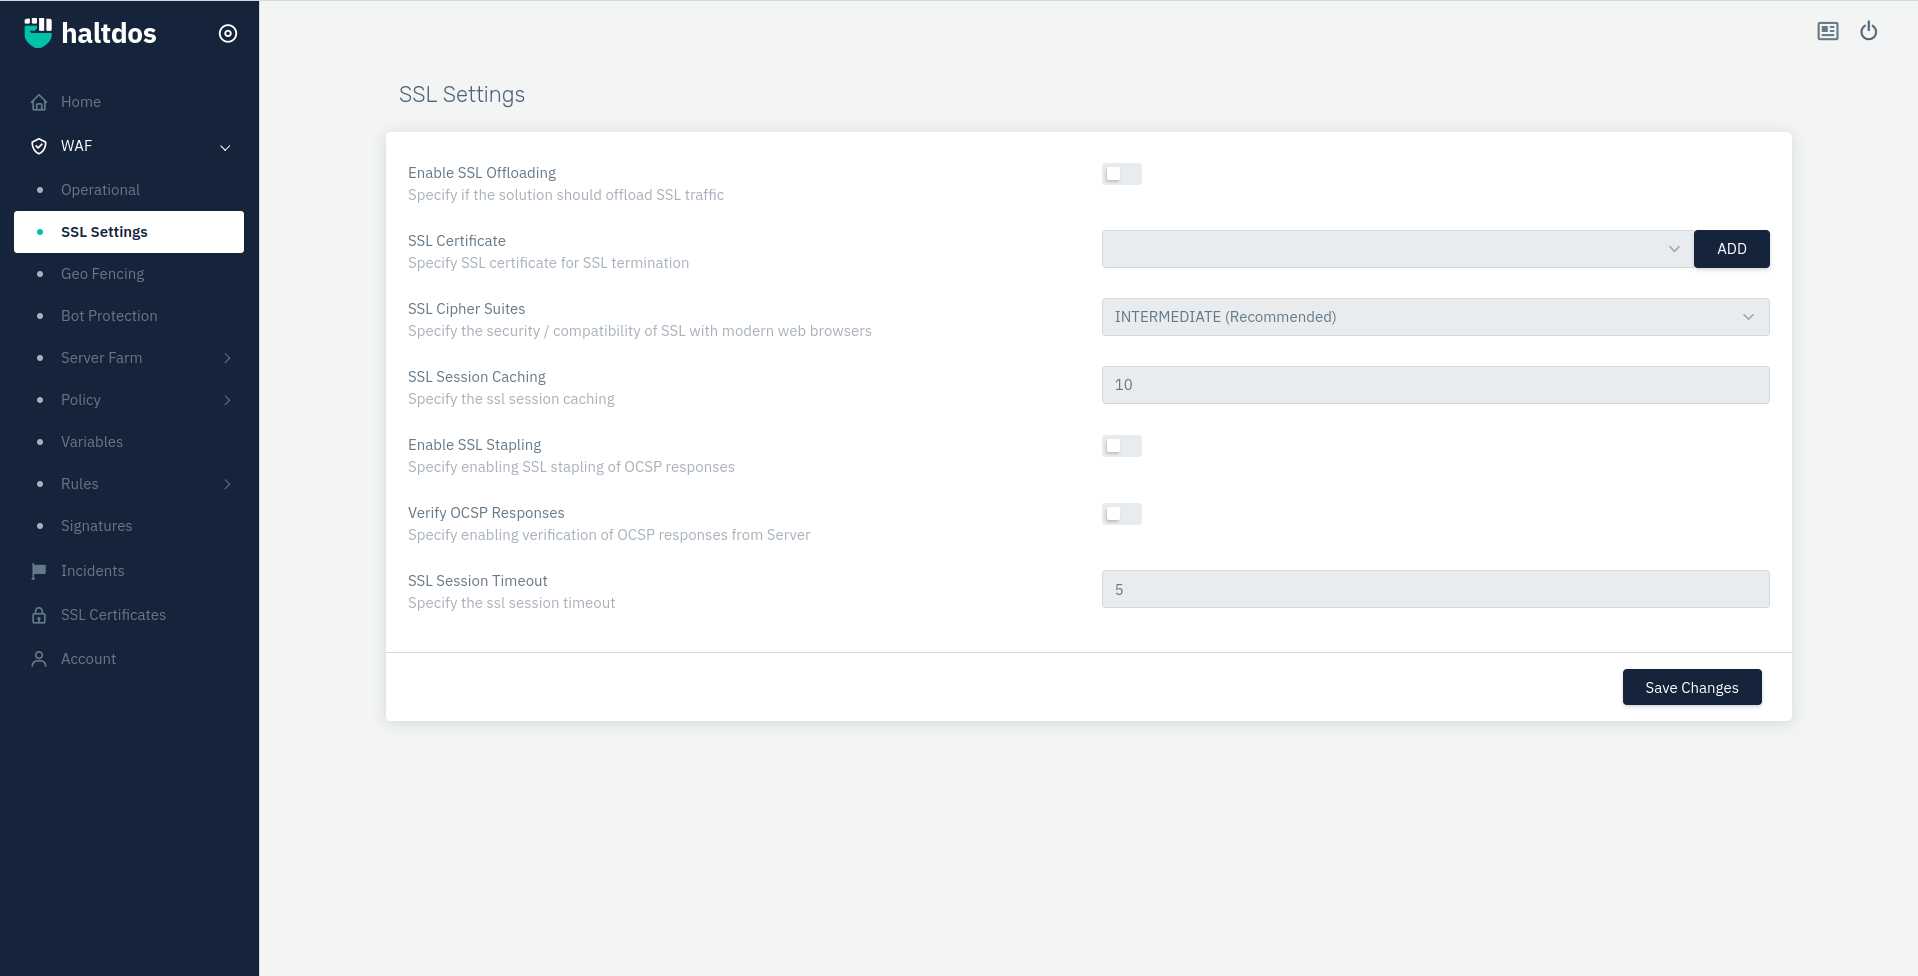 haltdos
Home
WAF
Operational
SSL Settings
Geo Fencing
Bot Protection
Server Farm
Policy
Variables
Rules
Signatures
Incidents
SSL Certificates
Account
SSL Settings
Enable SSL Offloading
Specify if the solution should offload SSL traffic
SSL Certificate
Specify SSL certificate for SSL termination
ADD
SSL Cipher Suites
Specify the security / compatibility of SSL with modern web browsers
INTERMEDIATE (Recommended)
SSL Session Caching
Specify the ssl session caching
10
Enable SSL Stapling
Specify enabling SSL stapling of OCSP responses
Verify OCSP Responses
Specify enabling verification of OCSP responses from Server
SSL Session Timeout
Specify the ssl session timeout
5
Save Changes